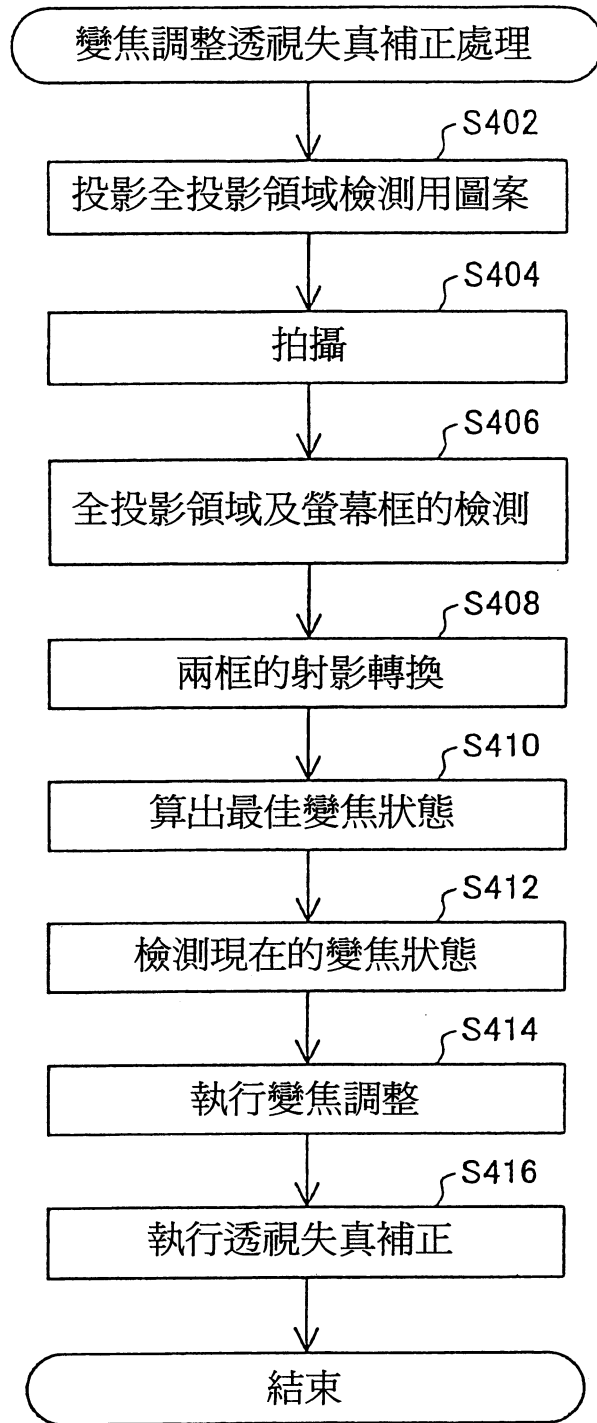 變焦調整透視失真補正處理
S402
投影全投影領域檢測用圖案
S404
拍攝
S406
全投影領域及螢幕框的檢測
S408
兩框的射影轉換
S410
算出最佳變焦狀態
S412
檢測現在的變焦狀態
S414
執行變焦調整
S416
執行透視失真補正
結束